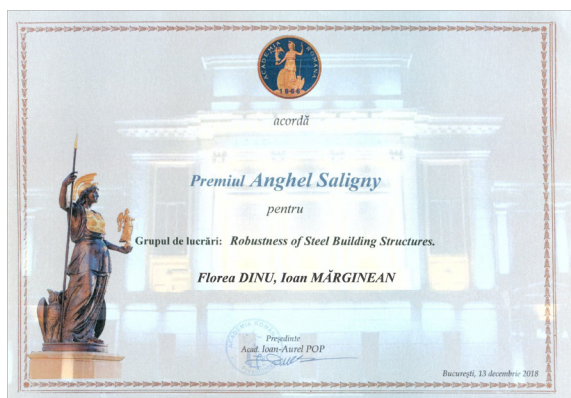 ACADEMIA ROMÂNĂ
1866
acordă
Premiul Anghel Saligny
pentru
Grupul de lucrări: Robustness of Steel Building Structures.
Florea DINU, Ioan MĂRGINEAN
Președinte
Acad. Ioan-Aurel POP
București, 13 decembrie 2018